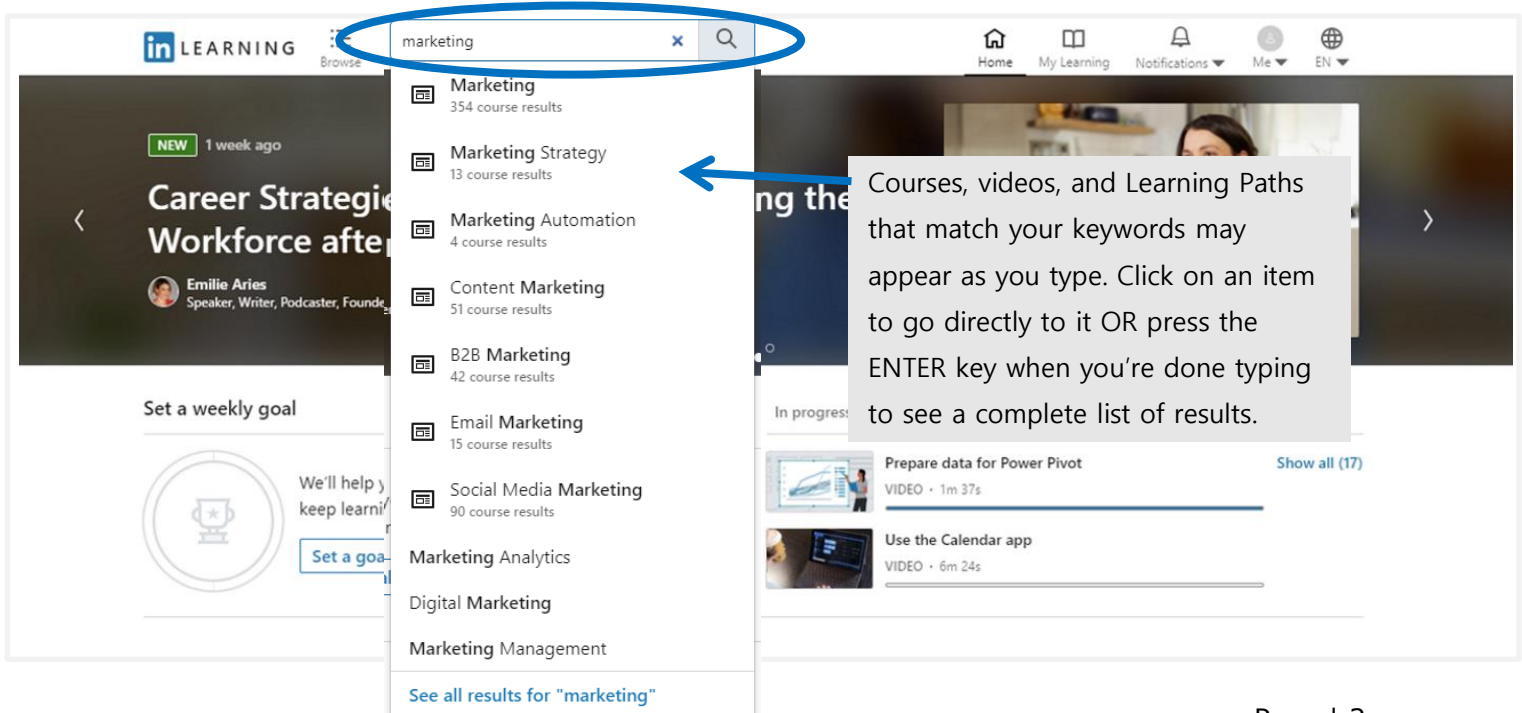 in LEARNING
Browse
marketing
Home
My Learning
Notifications
Me
EN
Marketing
354 course results
Marketing Strategy
13 course results
Marketing Automation
4 course results
Content Marketing
51 course results
B2B Marketing
42 course results
Email Marketing
15 course results
Social Media Marketing
90 course results
Marketing Analytics
Digital Marketing
Marketing Management
See all results for "marketing"
NEW 1 week ago
Career
ng the
Workforce
Emilie Aries
Speaker, Writer, Podcaster,
Courses, videos, and Learning Paths
that match your keywords may
appear as you type. Click on an item
to go directly to it OR press the
ENTER key when you're done typing
to see a complete list of results.
Set a weekly goal
We'll help
keep
Set a
In
Prepare data for Power Pivot
Show all (17)
VIDEO · 1m 37s
Use the Calendar app
VIDEO · 6m 24s